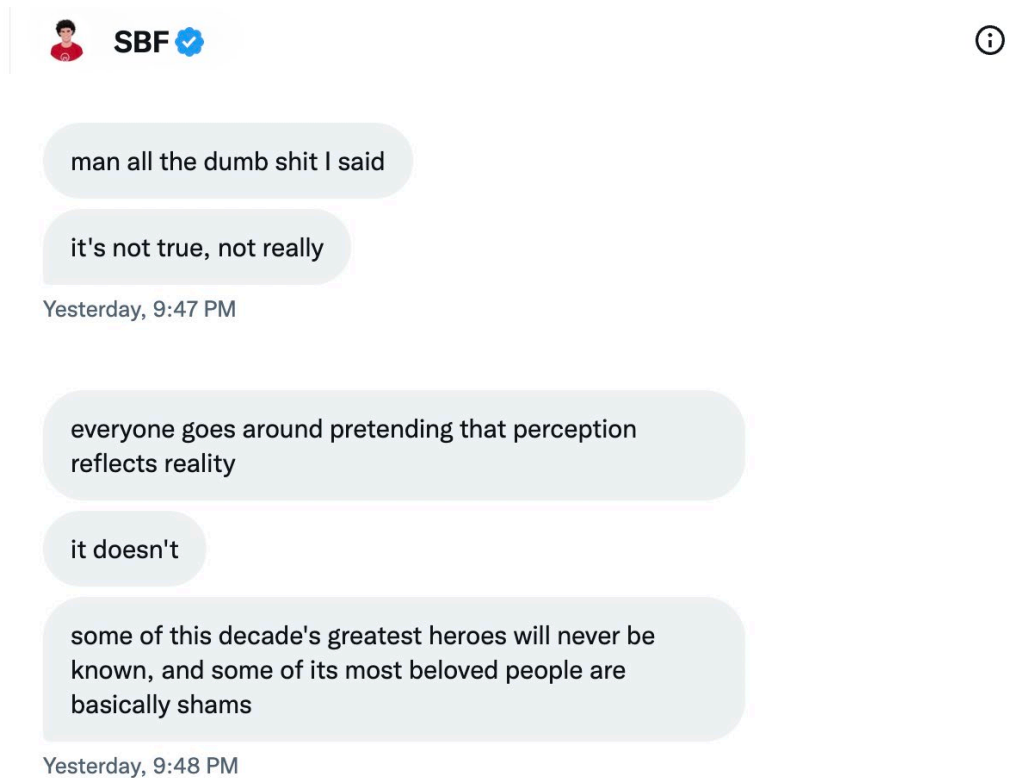 SBF
man all the dumb shit I said
it's not true, not really
Yesterday, 9:47 PM
everyone goes around pretending that perception
reflects reality
it doesn't
some of this decade's greatest heroes will never be
known, and some of its most beloved people are
basically shams
Yesterday, 9:48 PM